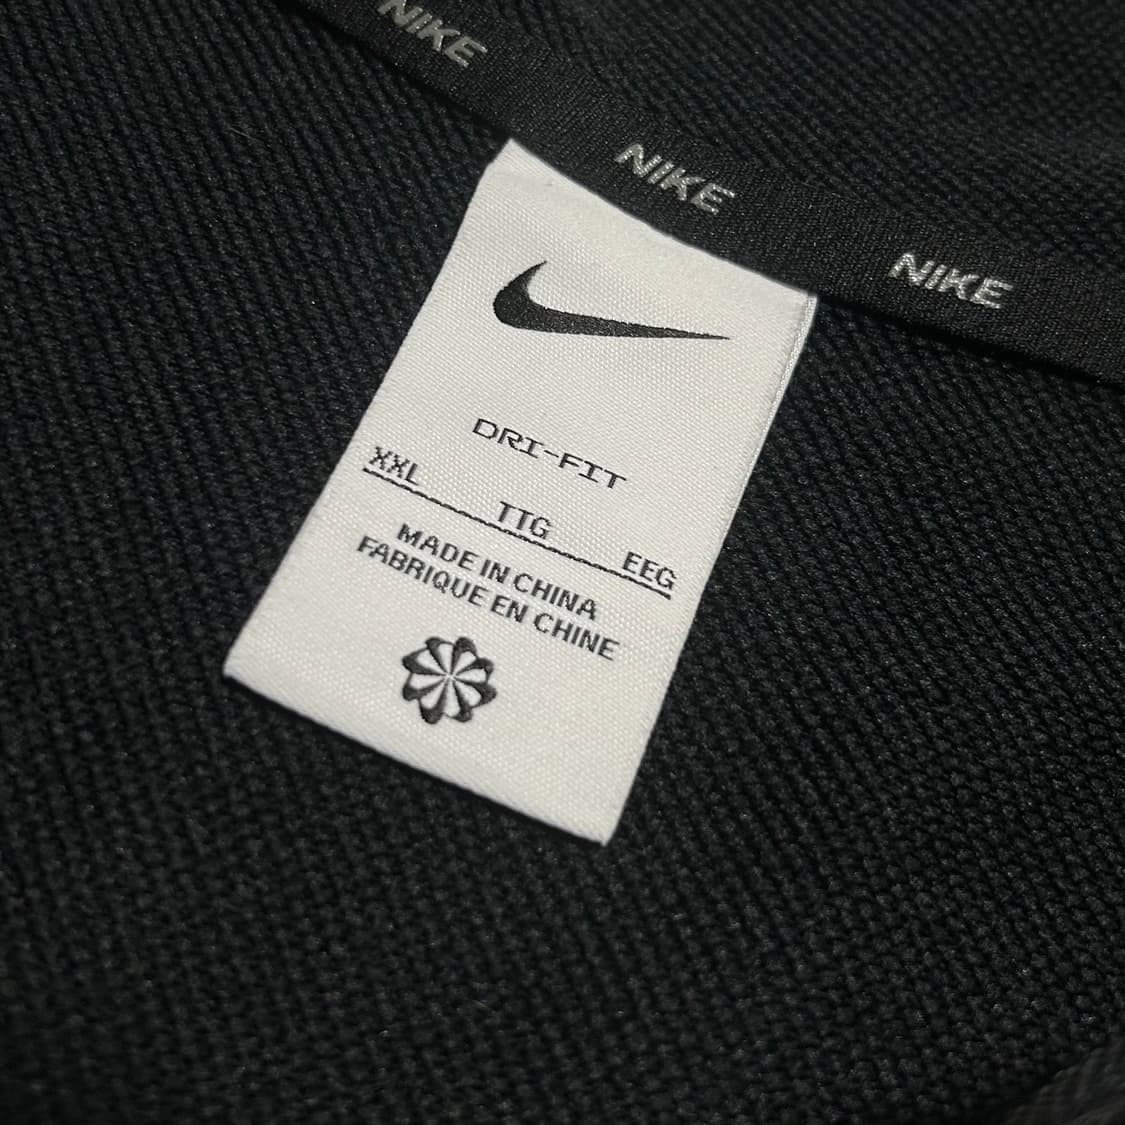 NIKE
NIKE
NIKE
DRI-FIT
XXL TTG EEG
MADE IN CHINA
FABRIQUE EN CHINE